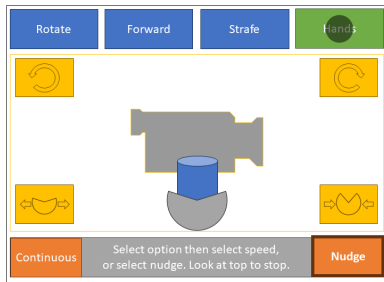 Rotate
Forward
Strafe
Hands
Continuous
Select option then select speed,
or select nudge. Look at top to stop.
Nudge